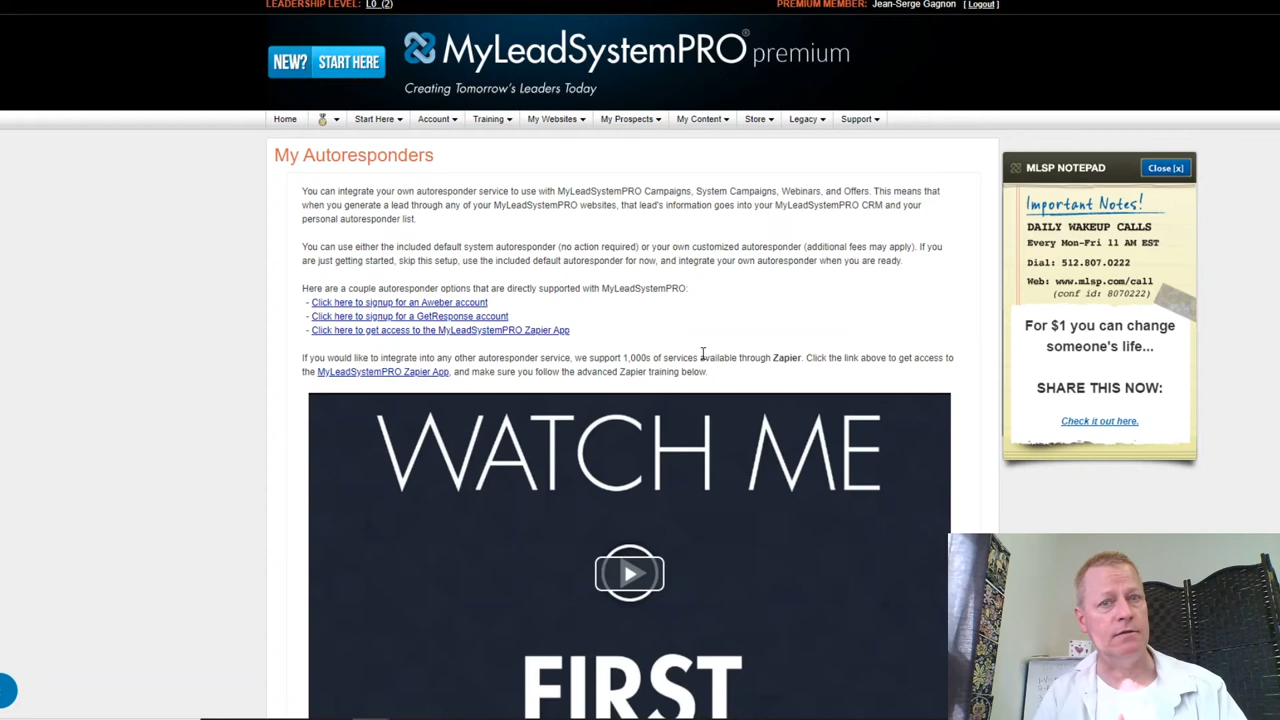 LEADERSHIP LEVEL: L0 (2)
PREMIUM MEMBER: Jean-Serge Gagnon [ Logout ]
NEW? START HERE
MyLeadSystemPRO® premium
Creating Tomorrow's Leaders Today
Home Start Here Account Training My Websites My Prospects My Content Store Legacy Support
My Autoresponders
You can integrate your own autoresponder service to use with MyLeadSystemPRO Campaigns, System Campaigns, Webinars, and Offers. This means that
when you generate a lead through any of your MyLeadSystemPRO websites, that lead's information goes into your MyLeadSystemPRO CRM and your
personal autoresponder list.
You can use either the included default system autoresponder (no action required) or your own customized autoresponder (additional fees may apply). If you
are just getting started, skip this setup, use the included default autoresponder for now, and integrate your own autoresponder when you are ready.
Here are a couple autoresponder options that are directly supported with MyLeadSystemPRO:
- Click here to signup for an Aweber account
- Click here to signup for a GetResponse account
- Click here to get access to the MyLeadSystemPRO Zapier App
If you would like to integrate into any other autoresponder service, we support 1,000s of services available through Zapier. Click the link above to get access to
the MyLeadSystemPRO Zapier App, and make sure you follow the advanced Zapier training below.
WATCH ME
FIRST
MLSP NOTEPAD Close [x]
Important Notes!
DAILY WAKEUP CALLS
Every Mon-Fri 11 AM EST
Dial: 512.807.0222
Web: www.mlsp.com/call
(conf id: 8070222)
For $1 you can change
someone's life...
SHARE THIS NOW:
Check it out here.